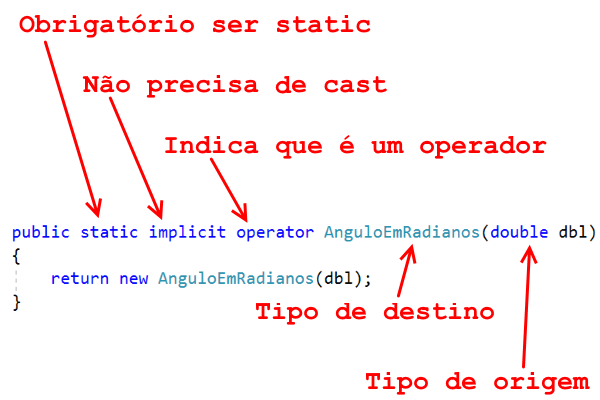 Obrigatório ser static
Não precisa de cast
Indica que é um operador
public static implicit operator AnguloEmRadianos(double dbl)
{
return new AnguloEmRadianos(dbl);
}
Tipo de destino
Tipo de origem